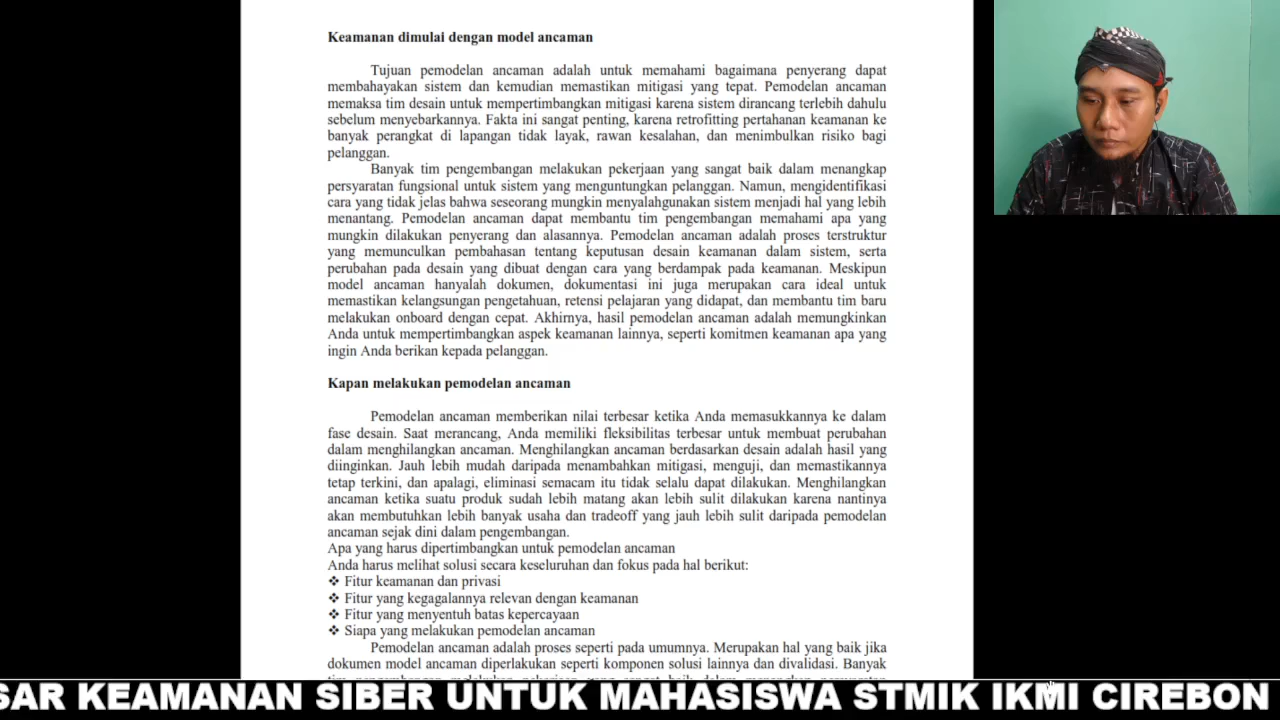 Keamanan dimulai dengan model ancaman
Tujuan pemodelan ancaman adalah untuk memahami bagaimana penyerang dapat
membahayakan sistem dan kemudian memastikan mitigasi yang tepat. Pemodelan ancaman
memaksa tim desain untuk mempertimbangkan mitigasi karena sistem dirancang terlebih dahulu
sebelum menyebarkannya. Fakta ini sangat penting, karena retrofitting pertahanan keamanan ke
banyak perangkat di lapangan tidak layak, rawan kesalahan, dan menimbulkan risiko bagi
pelanggan.
Banyak tim pengembangan melakukan pekerjaan yang sangat baik dalam menangkap
persyaratan fungsional untuk sistem yang menguntungkan pelanggan. Namun, mengidentifikasi
cara yang tidak jelas bahwa seseorang mungkin menyalahgunakan sistem menjadi hal yang lebih
menantang. Pemodelan ancaman dapat membantu tim pengembangan memahami apa yang
mungkin dilakukan penyerang dan alasannya. Pemodelan ancaman adalah proses terstruktur
yang memunculkan pembahasan tentang keputusan desain keamanan dalam sistem, serta
perubahan pada desain yang dibuat dengan cara yang berdampak pada keamanan. Meskipun
model ancaman hanyalah dokumen, dokumentasi ini juga merupakan cara ideal untuk
memastikan kelangsungan pengetahuan, retensi pelajaran yang didapat, dan membantu tim baru
melakukan onboard dengan cepat. Akhirnya, hasil pemodelan ancaman adalah memungkinkan
Anda untuk mempertimbangkan aspek keamanan lainnya, seperti komitmen keamanan apa yang
ingin Anda berikan kepada pelanggan.
Kapan melakukan pemodelan ancaman
Pemodelan ancaman memberikan nilai terbesar ketika Anda memasukkannya ke dalam
fase desain. Saat merancang, Anda memiliki fleksibilitas terbesar untuk membuat perubahan
dalam menghilangkan ancaman. Menghilangkan ancaman berdasarkan desain adalah hasil yang
diinginkan. Jauh lebih mudah daripada menambahkan mitigasi, menguji, dan memastikannya
tetap terkini, dan apalagi, eliminasi semacam itu tidak selalu dapat dilakukan. Menghilangkan
ancaman ketika suatu produk sudah lebih matang akan lebih sulit dilakukan karena nantinya
akan membutuhkan lebih banyak usaha dan tradeoff yang jauh lebih sulit daripada pemodelan
ancaman sejak dini dalam pengembangan.
Apa yang harus dipertimbangkan untuk pemodelan ancaman
Anda harus melihat solusi secara keseluruhan dan fokus pada hal berikut:
❖ Fitur keamanan dan privasi
❖ Fitur yang kegagalannya relevan dengan keamanan
❖ Fitur yang menyentuh batas kepercayaan
❖ Siapa yang melakukan pemodelan ancaman
Pemodelan ancaman adalah proses seperti pada umumnya. Merupakan hal yang baik jika
dokumen model ancaman diperlakukan seperti komponen solusi lainnya dan divalidasi. Banyak
SAR KEAMANAN SIBER UNTUK MAHASISWA STMIK IKMI CIREBON